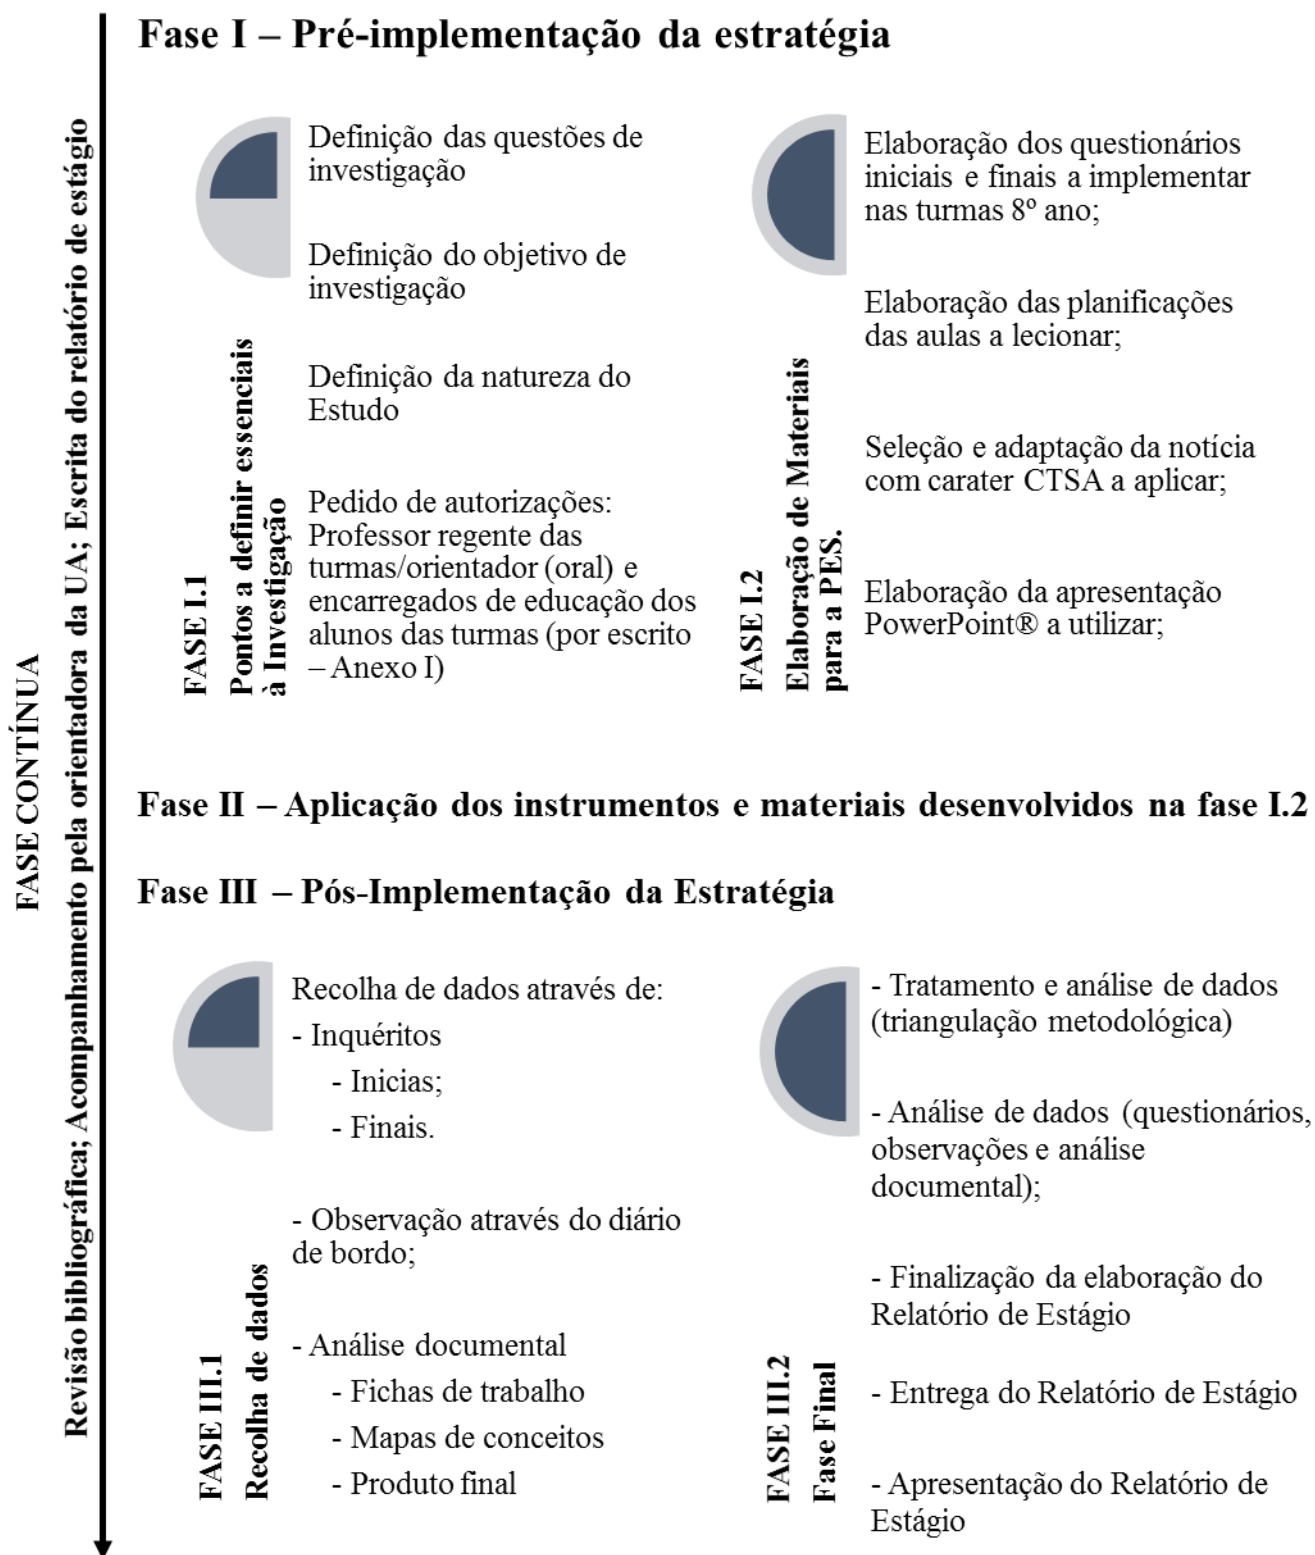 Fase I – Pré-implementação da estratégia
FASE CONTÍNUA
Revisão bibliográfica; Acompanhamento pela orientadora da UA; Escrita do relatório de estágio
FASE I.1
Pontos a definir essenciais
à Investigação
Definição das questões de
investigação
Definição do objetivo de
investigação
Definição da natureza do
Estudo
Pedido de autorizações:
Professor regente das
turmas/orientador (oral) e
encarregados de educação dos
alunos das turmas (por escrito
– Anexo I)
FASE I.2
Elaboração de Materiais
para a PES.
Elaboração dos questionários
iniciais e finais a implementar
nas turmas 8º ano;
Elaboração das planificações
das aulas a lecionar;
Seleção e adaptação da notícia
com carater CTSA a aplicar;
Elaboração da apresentação
PowerPoint® a utilizar;
Fase II – Aplicação dos instrumentos e materiais desenvolvidos na fase I.2
Fase III – Pós-Implementação da Estratégia
FASE III.1
Recolha de dados
Recolha de dados através de:
- Inquéritos
- Inicias;
- Finais.
- Observação através do diário
de bordo;
- Análise documental
- Fichas de trabalho
- Mapas de conceitos
- Produto final
FASE III.2
Fase Final
- Tratamento e análise de dados
(triangulação metodológica)
- Análise de dados (questionários,
observações e análise
documental);
- Finalização da elaboração do
Relatório de Estágio
- Entrega do Relatório de Estágio
- Apresentação do Relatório de
Estágio